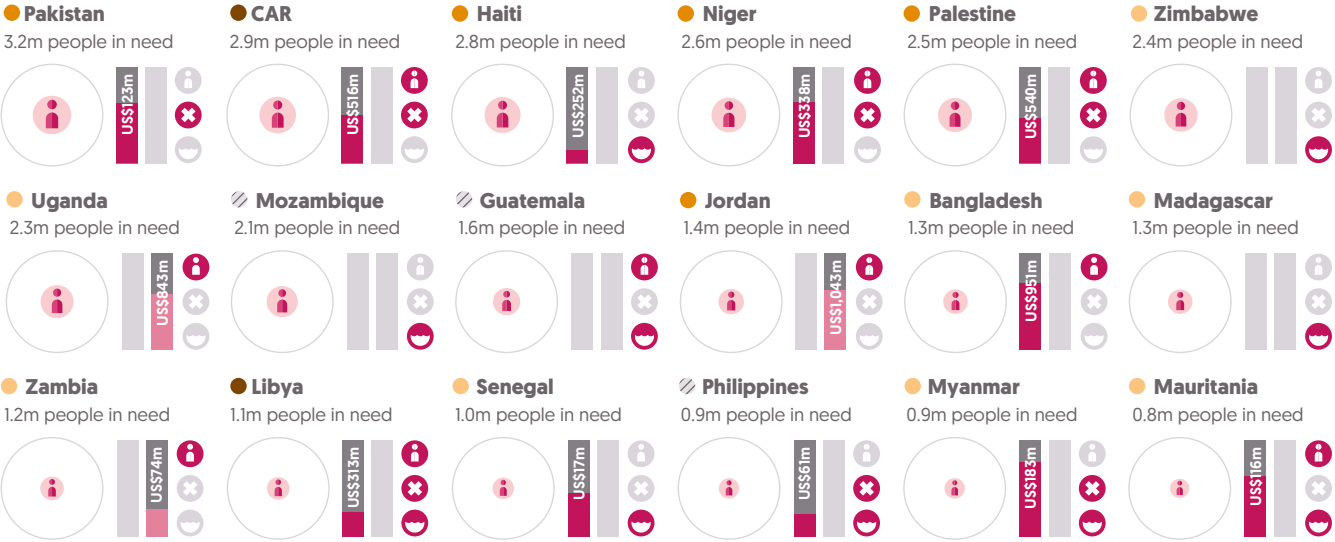 Pakistan
3.2m people in need
US$123m
CAR
2.9m people in need
US$516m
Haiti
2.8m people in need
US$252m
Niger
2.6m people in need
US$338m
Palestine
2.5m people in need
US$540m
Zimbabwe
2.4m people in need
Uganda
2.3m people in need
US$843m
Mozambique
2.1m people in need
Guatemala
1.6m people in need
Jordan
1.4m people in need
US$1,043m
Bangladesh
1.3m people in need
US$951m
Madagascar
1.3m people in need
Zambia
1.2m people in need
US$74m
Libya
1.1m people in need
US$313m
Senegal
1.0m people in need
US$17m
Philippines
0.9m people in need
US$61m
Myanmar
0.9m people in need
US$183m
Mauritania
0.8m people in need
US$116m